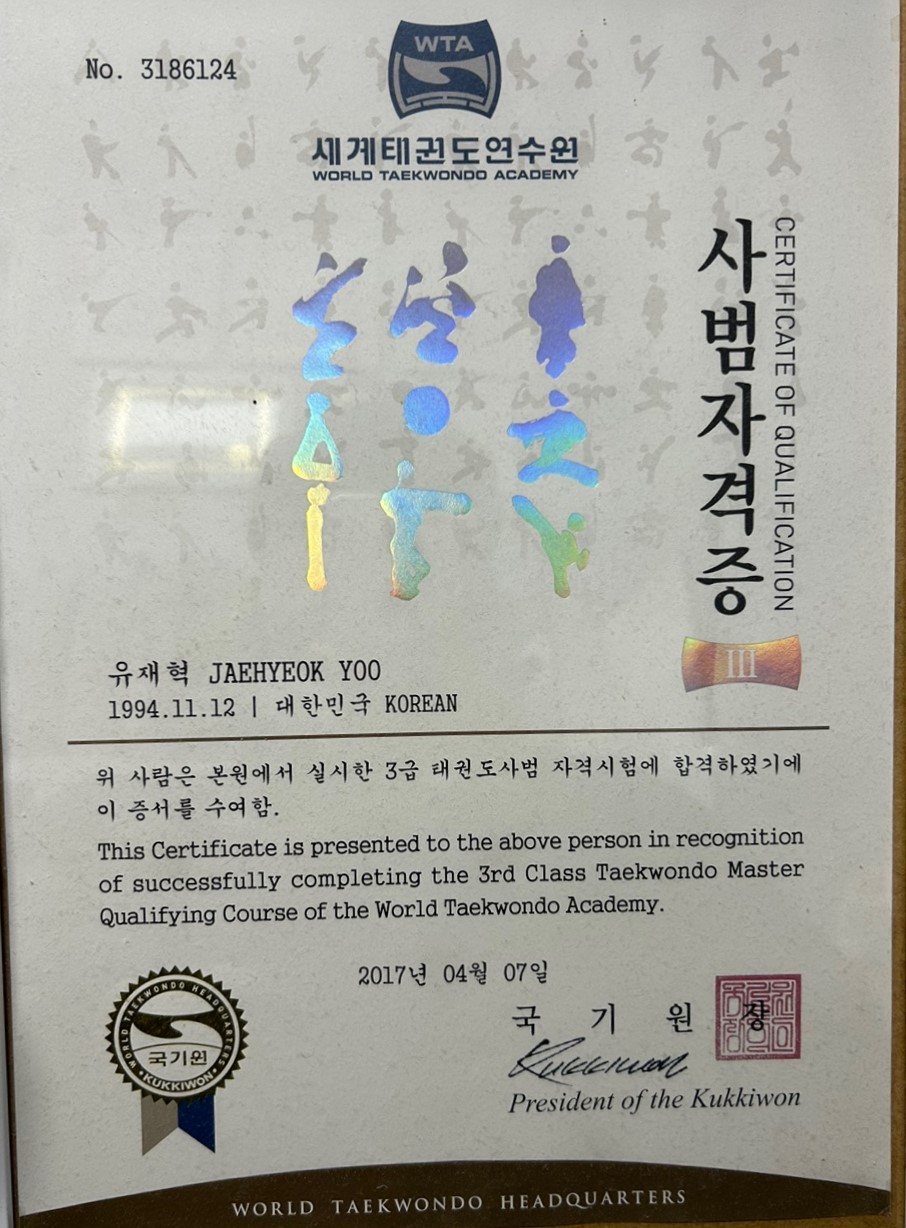 No. 3186124
WTA
세계태권도연수원
WORLD TAEKWONDO ACADEMY
사범자격증
CERTIFICATE OF QUALIFICATION
III
유재혁 JAEHYEOK YOO
1994.11.12 | 대한민국 KOREAN
위 사람은 본원에서 실시한 3급 태권도사범 자격시험에 합격하였기에
이 증서를 수여함.
This Certificate is presented to the above person in recognition
of successfully completing the 3rd Class Taekwondo Master
Qualifying Course of the World Taekwondo Academy.
2017년 04월 07일
국 기 원 장
Kukkiwon
President of the Kukkiwon
WORLD TAEKWONDO HEADQUARTERS
국기원
KUKKIWON
WORLD TAEKWONDO HEADQUARTERS